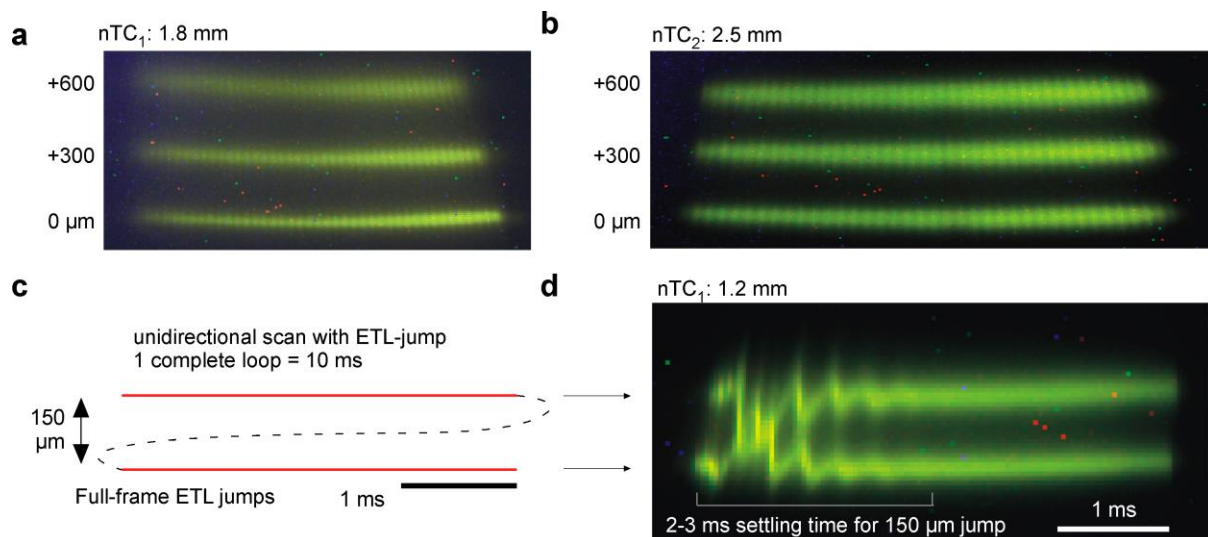 a
nTC1: 1.8 mm
+600
+300
0 µm
b
nTC2: 2.5 mm
+600
+300
0 µm
c
unidirectional scan with ETL-jump
1 complete loop = 10 ms
150
µm
Full-frame ETL jumps
1 ms
d
nTC1: 1.2 mm
2-3 ms settling time for 150 µm jump
1 ms